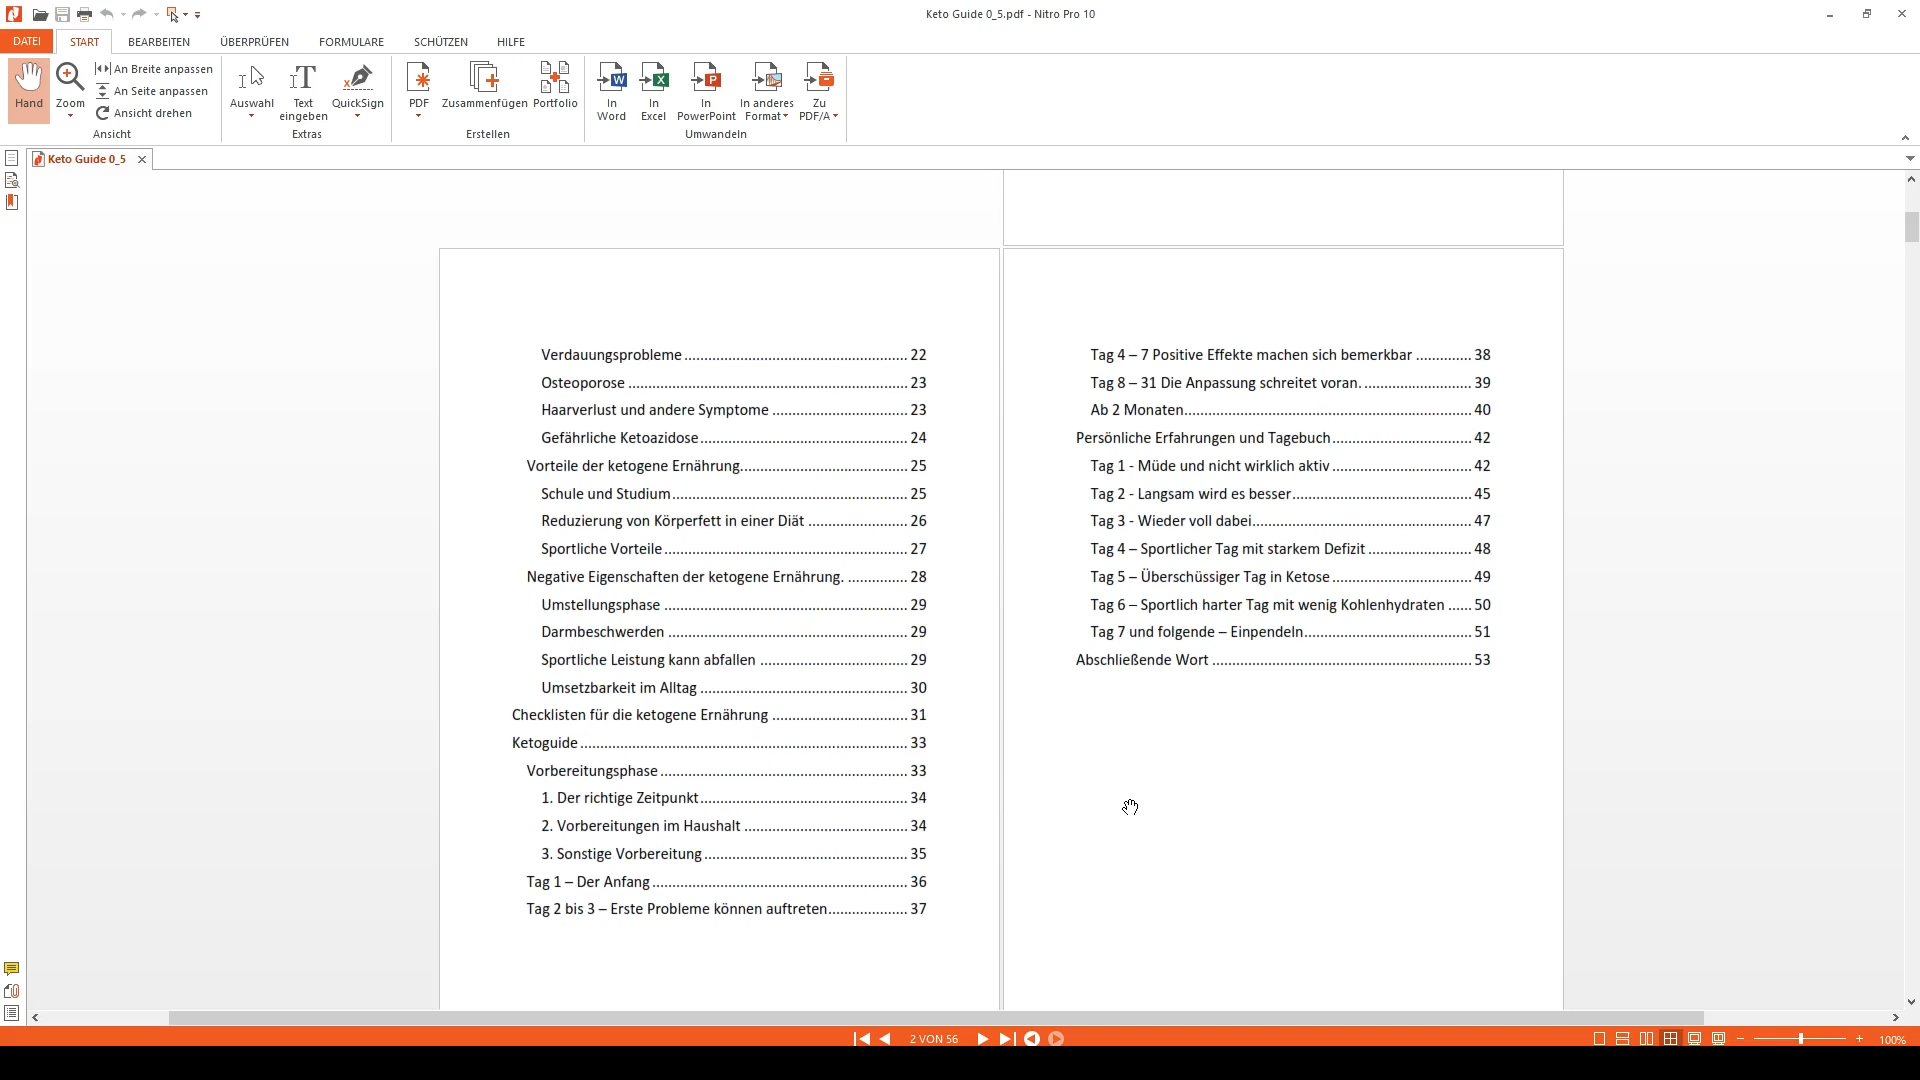 Keto Guide 0_5.pdf - Nitro Pro 10
DATEI START BEARBEITEN ÜBERPRÜFEN FORMULARE SCHÜTZEN HILFE
Hand
Zoom
An Breite anpassen
An Seite anpassen
Ansicht drehen
Ansicht
Auswahl
Text eingeben
QuickSign
Extras
PDF
Zusammenfügen
Portfolio
Erstellen
In Word
In Excel
In PowerPoint
In anderes Format
Zu PDF/A
Umwandeln
Keto Guide 0_5
Verdauungsprobleme ........ 22
Osteoporose ........ 23
Haarverlust und andere Symptome ........ 23
Gefährliche Ketoazidose ........ 24
Vorteile der ketogene Ernährung ........ 25
Schule und Studium ........ 25
Reduzierung von Körperfett in einer Diät ........ 26
Sportliche Vorteile ........ 27
Negative Eigenschaften der ketogene Ernährung. ........ 28
Umstellungsphase ........ 29
Darmbeschwerden ........ 29
Sportliche Leistung kann abfallen ........ 29
Umsetzbarkeit im Alltag ........ 30
Checklisten für die ketogene Ernährung ........ 31
Ketoguide ........ 33
Vorbereitungsphase ........ 33
1. Der richtige Zeitpunkt ........ 34
2. Vorbereitungen im Haushalt ........ 34
3. Sonstige Vorbereitung ........ 35
Tag 1 – Der Anfang ........ 36
Tag 2 bis 3 – Erste Probleme können auftreten ........ 37
Tag 4 – 7 Positive Effekte machen sich bemerkbar ........ 38
Tag 8 – 31 Die Anpassung schreitet voran. ........ 39
Ab 2 Monaten ........ 40
Persönliche Erfahrungen und Tagebuch ........ 42
Tag 1 - Müde und nicht wirklich aktiv ........ 42
Tag 2 - Langsam wird es besser ........ 45
Tag 3 - Wieder voll dabei ........ 47
Tag 4 – Sportlicher Tag mit starkem Defizit ........ 48
Tag 5 – Überschüssiger Tag in Ketose ........ 49
Tag 6 – Sportlich harter Tag mit wenig Kohlenhydraten ........ 50
Tag 7 und folgende – Einpendeln ........ 51
Abschließende Wort ........ 53
2 VON 56
100%